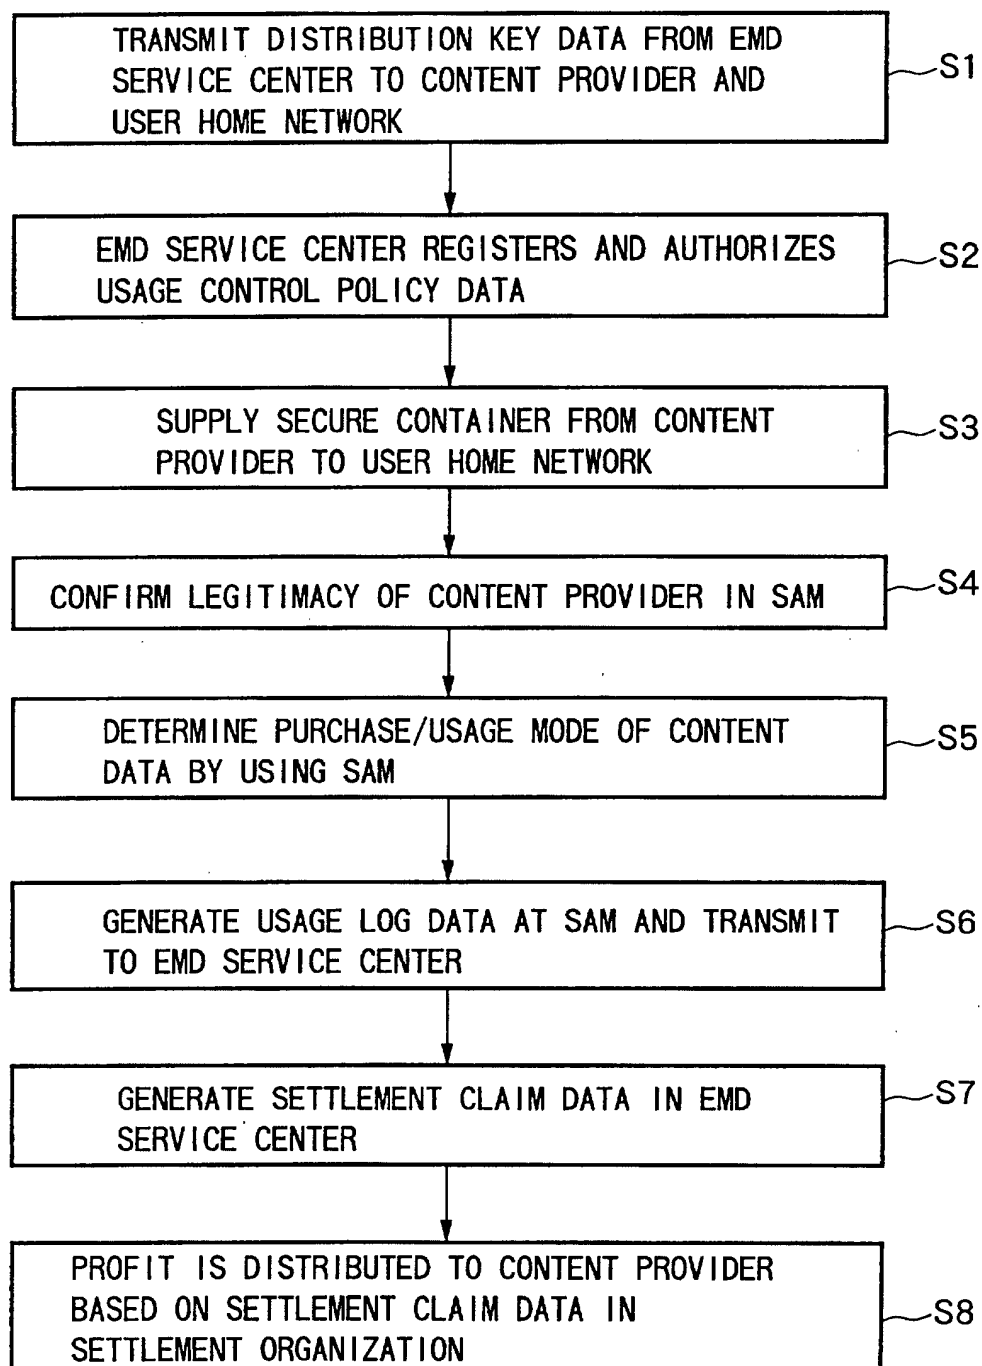 TRANSMIT DISTRIBUTION KEY DATA FROM EMD
SERVICE CENTER TO CONTENT PROVIDER AND
USER HOME NETWORK
S1
EMD SERVICE CENTER REGISTERS AND AUTHORIZES
USAGE CONTROL POLICY DATA
S2
SUPPLY SECURE CONTAINER FROM CONTENT
PROVIDER TO USER HOME NETWORK
S3
CONFIRM LEGITIMACY OF CONTENT PROVIDER IN SAM
S4
DETERMINE PURCHASE/USAGE MODE OF CONTENT
DATA BY USING SAM
S5
GENERATE USAGE LOG DATA AT SAM AND TRANSMIT
TO EMD SERVICE CENTER
S6
GENERATE SETTLEMENT CLAIM DATA IN EMD
SERVICE CENTER
S7
PROFIT IS DISTRIBUTED TO CONTENT PROVIDER
BASED ON SETTLEMENT CLAIM DATA IN
SETTLEMENT ORGANIZATION
S8